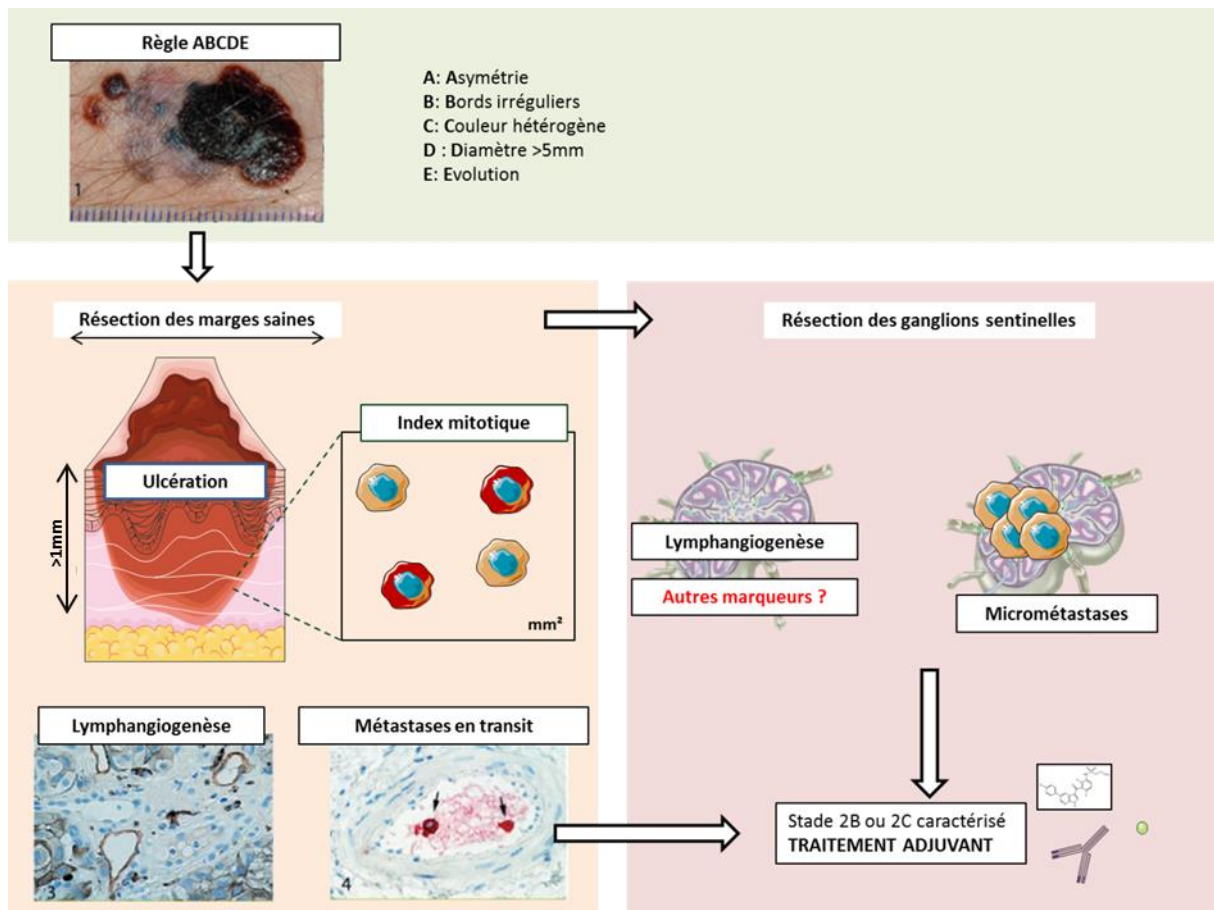 Règle ABCDE
A: Asymétrie
B: Bords irréguliers
C: Couleur hétérogène
D : Diamètre >5mm
E: Evolution
1
Résection des marges saines
Ulcération
>1mm
Index mitotique
mm²
Lymphangiogenèse
3
Métastases en transit
4
Résection des ganglions sentinelles
Lymphangiogenèse
Autres marqueurs ?
Micrométastases
Stade 2B ou 2C caractérisé
TRAITEMENT ADJUVANT